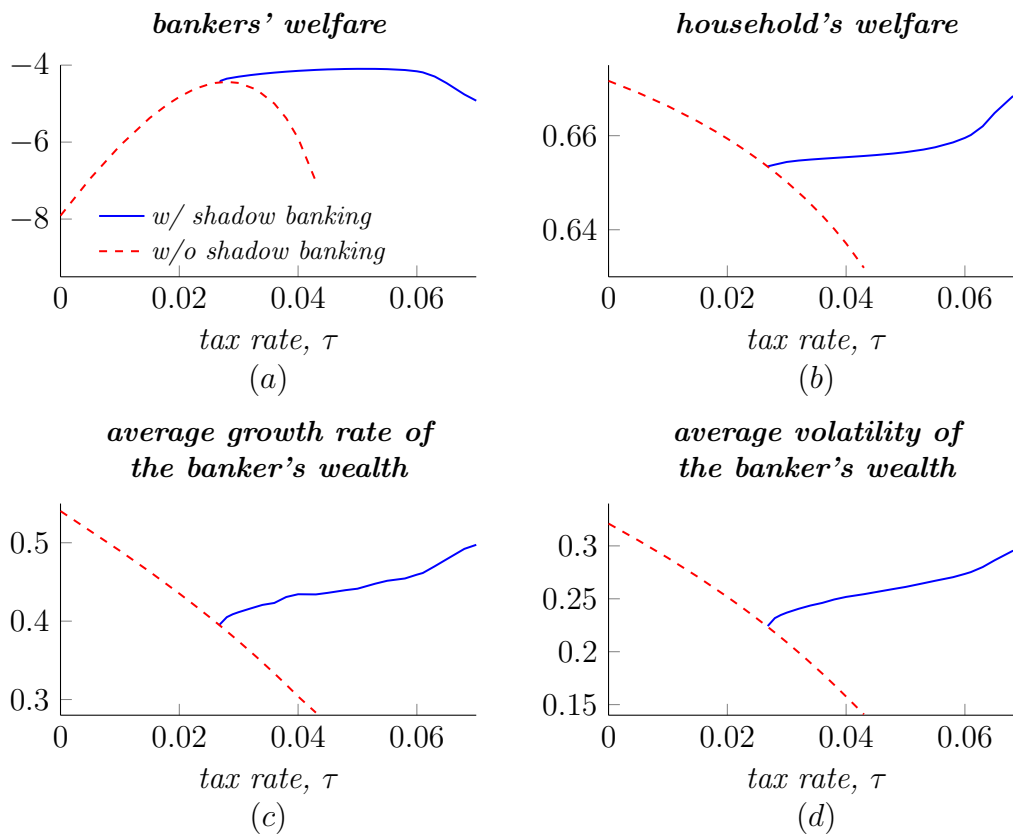 bankers' welfare
−4
−6
−8
w/ shadow banking
w/o shadow banking
0 0.02 0.04 0.06
tax rate, τ
(a)
household's welfare
0.66
0.64
0 0.02 0.04 0.06
tax rate, τ
(b)
average growth rate of
the banker's wealth
0.5
0.4
0.3
0 0.02 0.04 0.06
tax rate, τ
(c)
average volatility of
the banker's wealth
0.3
0.25
0.2
0.15
0 0.02 0.04 0.06
tax rate, τ
(d)